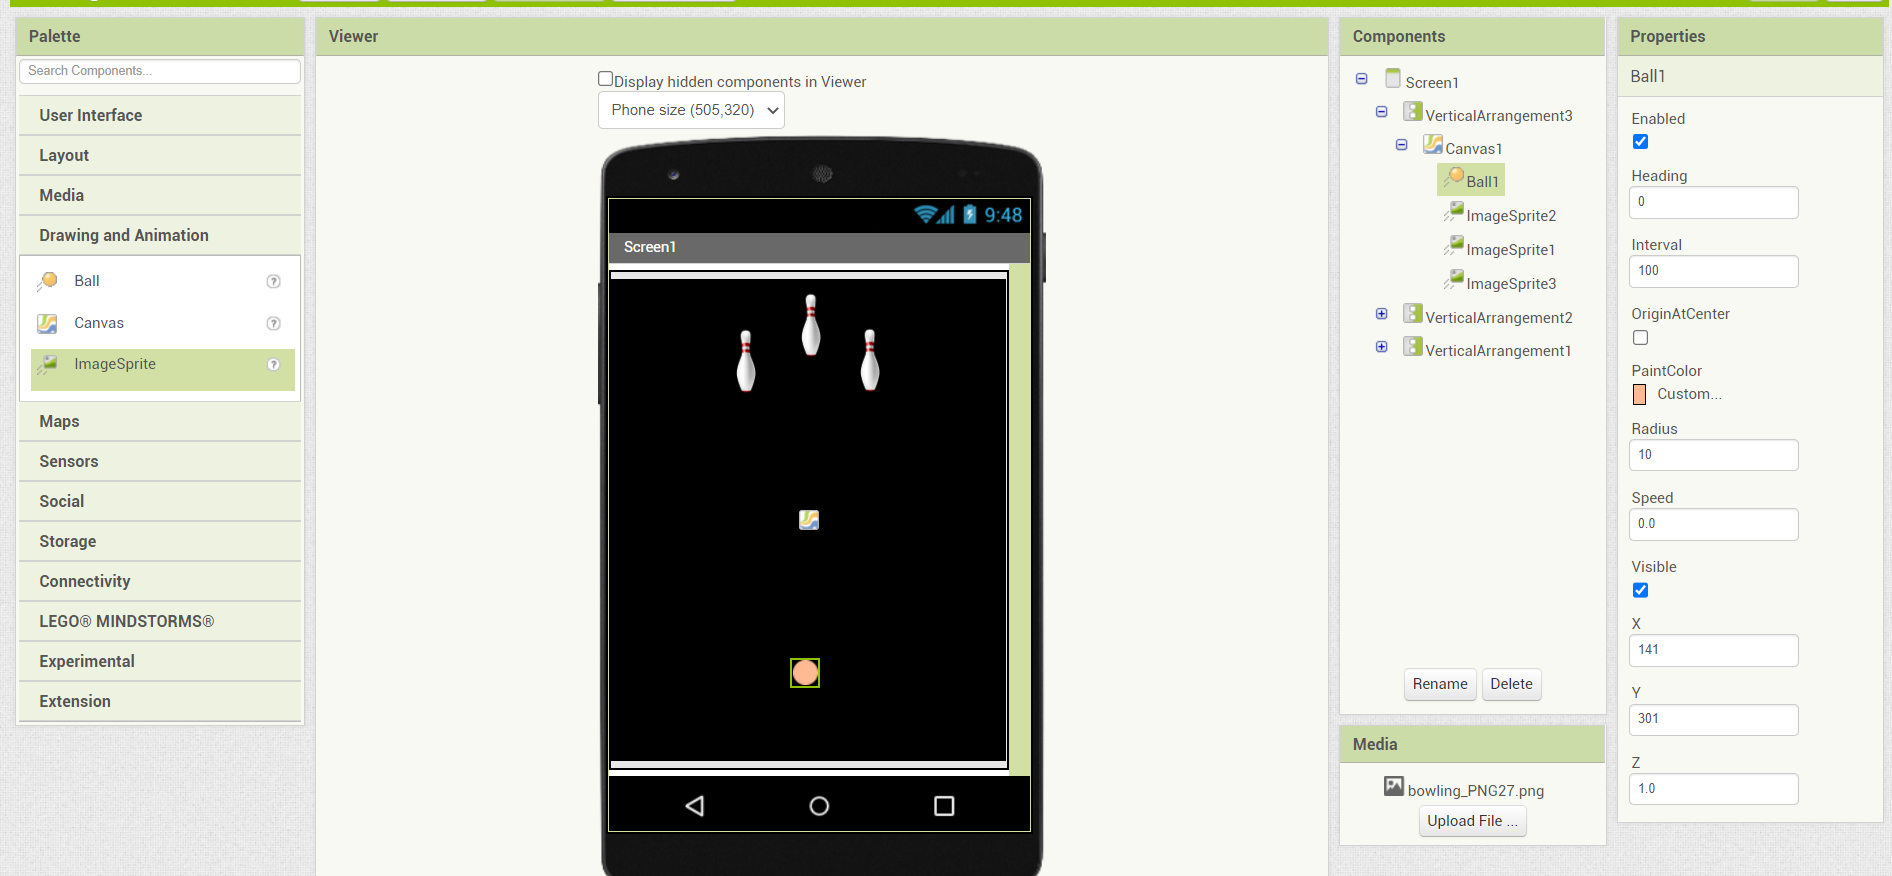 Palette
Search Components...
User Interface
Layout
Media
Drawing and Animation
Ball ?
Canvas ?
ImageSprite ?
Maps
Sensors
Social
Storage
Connectivity
LEGO® MINDSTORMS®
Experimental
Extension
Viewer
Display hidden components in Viewer
Phone size (505,320)
9:48
Screen1
Components
Screen1
VerticalArrangement3
Canvas1
Ball1
ImageSprite2
ImageSprite1
ImageSprite3
VerticalArrangement2
VerticalArrangement1
Rename Delete
Media
bowling_PNG27.png
Upload File ...
Properties
Ball1
Enabled
Heading
0
Interval
100
OriginAtCenter
PaintColor
Custom...
Radius
10
Speed
0.0
Visible
X
141
Y
301
Z
1.0